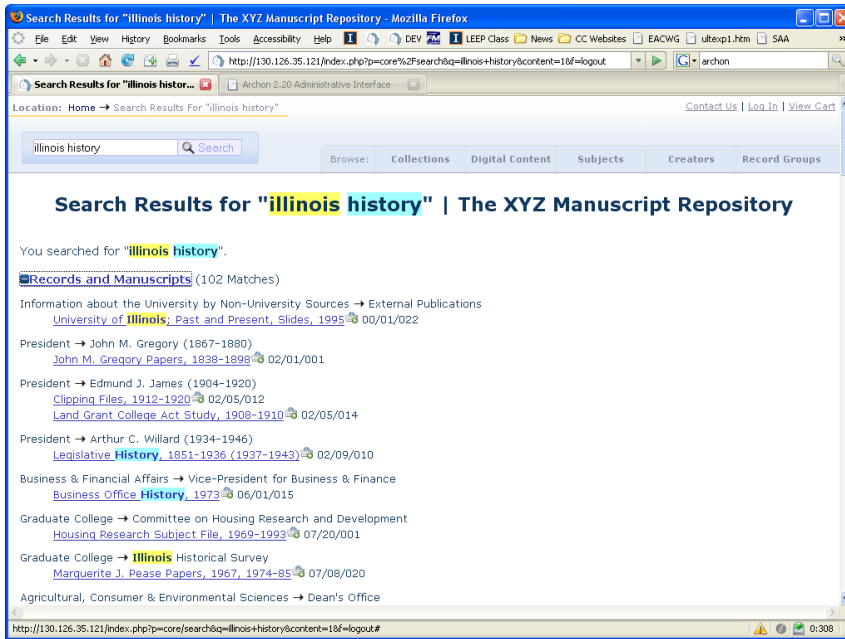 Search Results for "illinois history" | The XYZ Manuscript Repository - Mozilla Firefox
File Edit View History Bookmarks Tools Accessibility Help DEV LEEP Class News CC Websites EACWG ultexp1.htm SAA »
http://130.126.35.121/index.php?p=core%2Fsearch&q=illinois+history&content=1&f=logout G archon
Search Results for "illinois histor... Archon 2.20 Administrative Interface
Location: Home → Search Results For "illinois history" Contact Us | Log In | View Cart
illinois history Search
Browse: Collections Digital Content Subjects Creators Record Groups
Search Results for "illinois history" | The XYZ Manuscript Repository
You searched for "illinois history".
Records and Manuscripts (102 Matches)
Information about the University by Non-University Sources → External Publications
University of Illinois; Past and Present, Slides, 1995 00/01/022
President → John M. Gregory (1867-1880)
John M. Gregory Papers, 1838-1898 02/01/001
President → Edmund J. James (1904-1920)
Clipping Files, 1912-1920 02/05/012
Land Grant College Act Study, 1908-1910 02/05/014
President → Arthur C. Willard (1934-1946)
Legislative History, 1851-1936 (1937-1943) 02/09/010
Business & Financial Affairs → Vice-President for Business & Finance
Business Office History, 1973 06/01/015
Graduate College → Committee on Housing Research and Development
Housing Research Subject File, 1969-1993 07/20/001
Graduate College → Illinois Historical Survey
Marguerite J. Pease Papers, 1967, 1974-85 07/08/020
Agricultural, Consumer & Environmental Sciences → Dean's Office
http://130.126.35.121/index.php?p=core/search&q=illinois+history&content=1&f=logout# 0:308